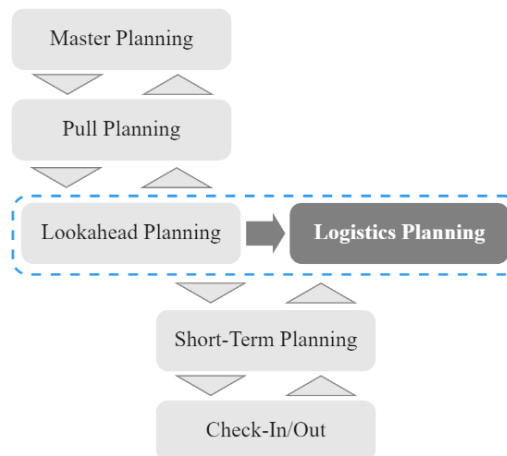 Master Planning
Pull Planning
Lookahead Planning
Logistics Planning
Short-Term Planning
Check-In/Out